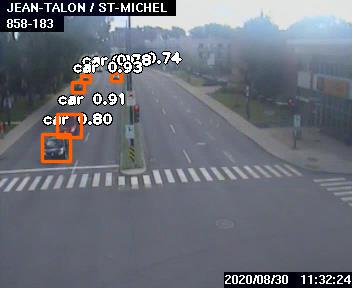 JEAN-TALON / ST-MICHEL
858-183
0.74
car 0.93
car 0.91
car 0.80
2020/08/30 11:32:24